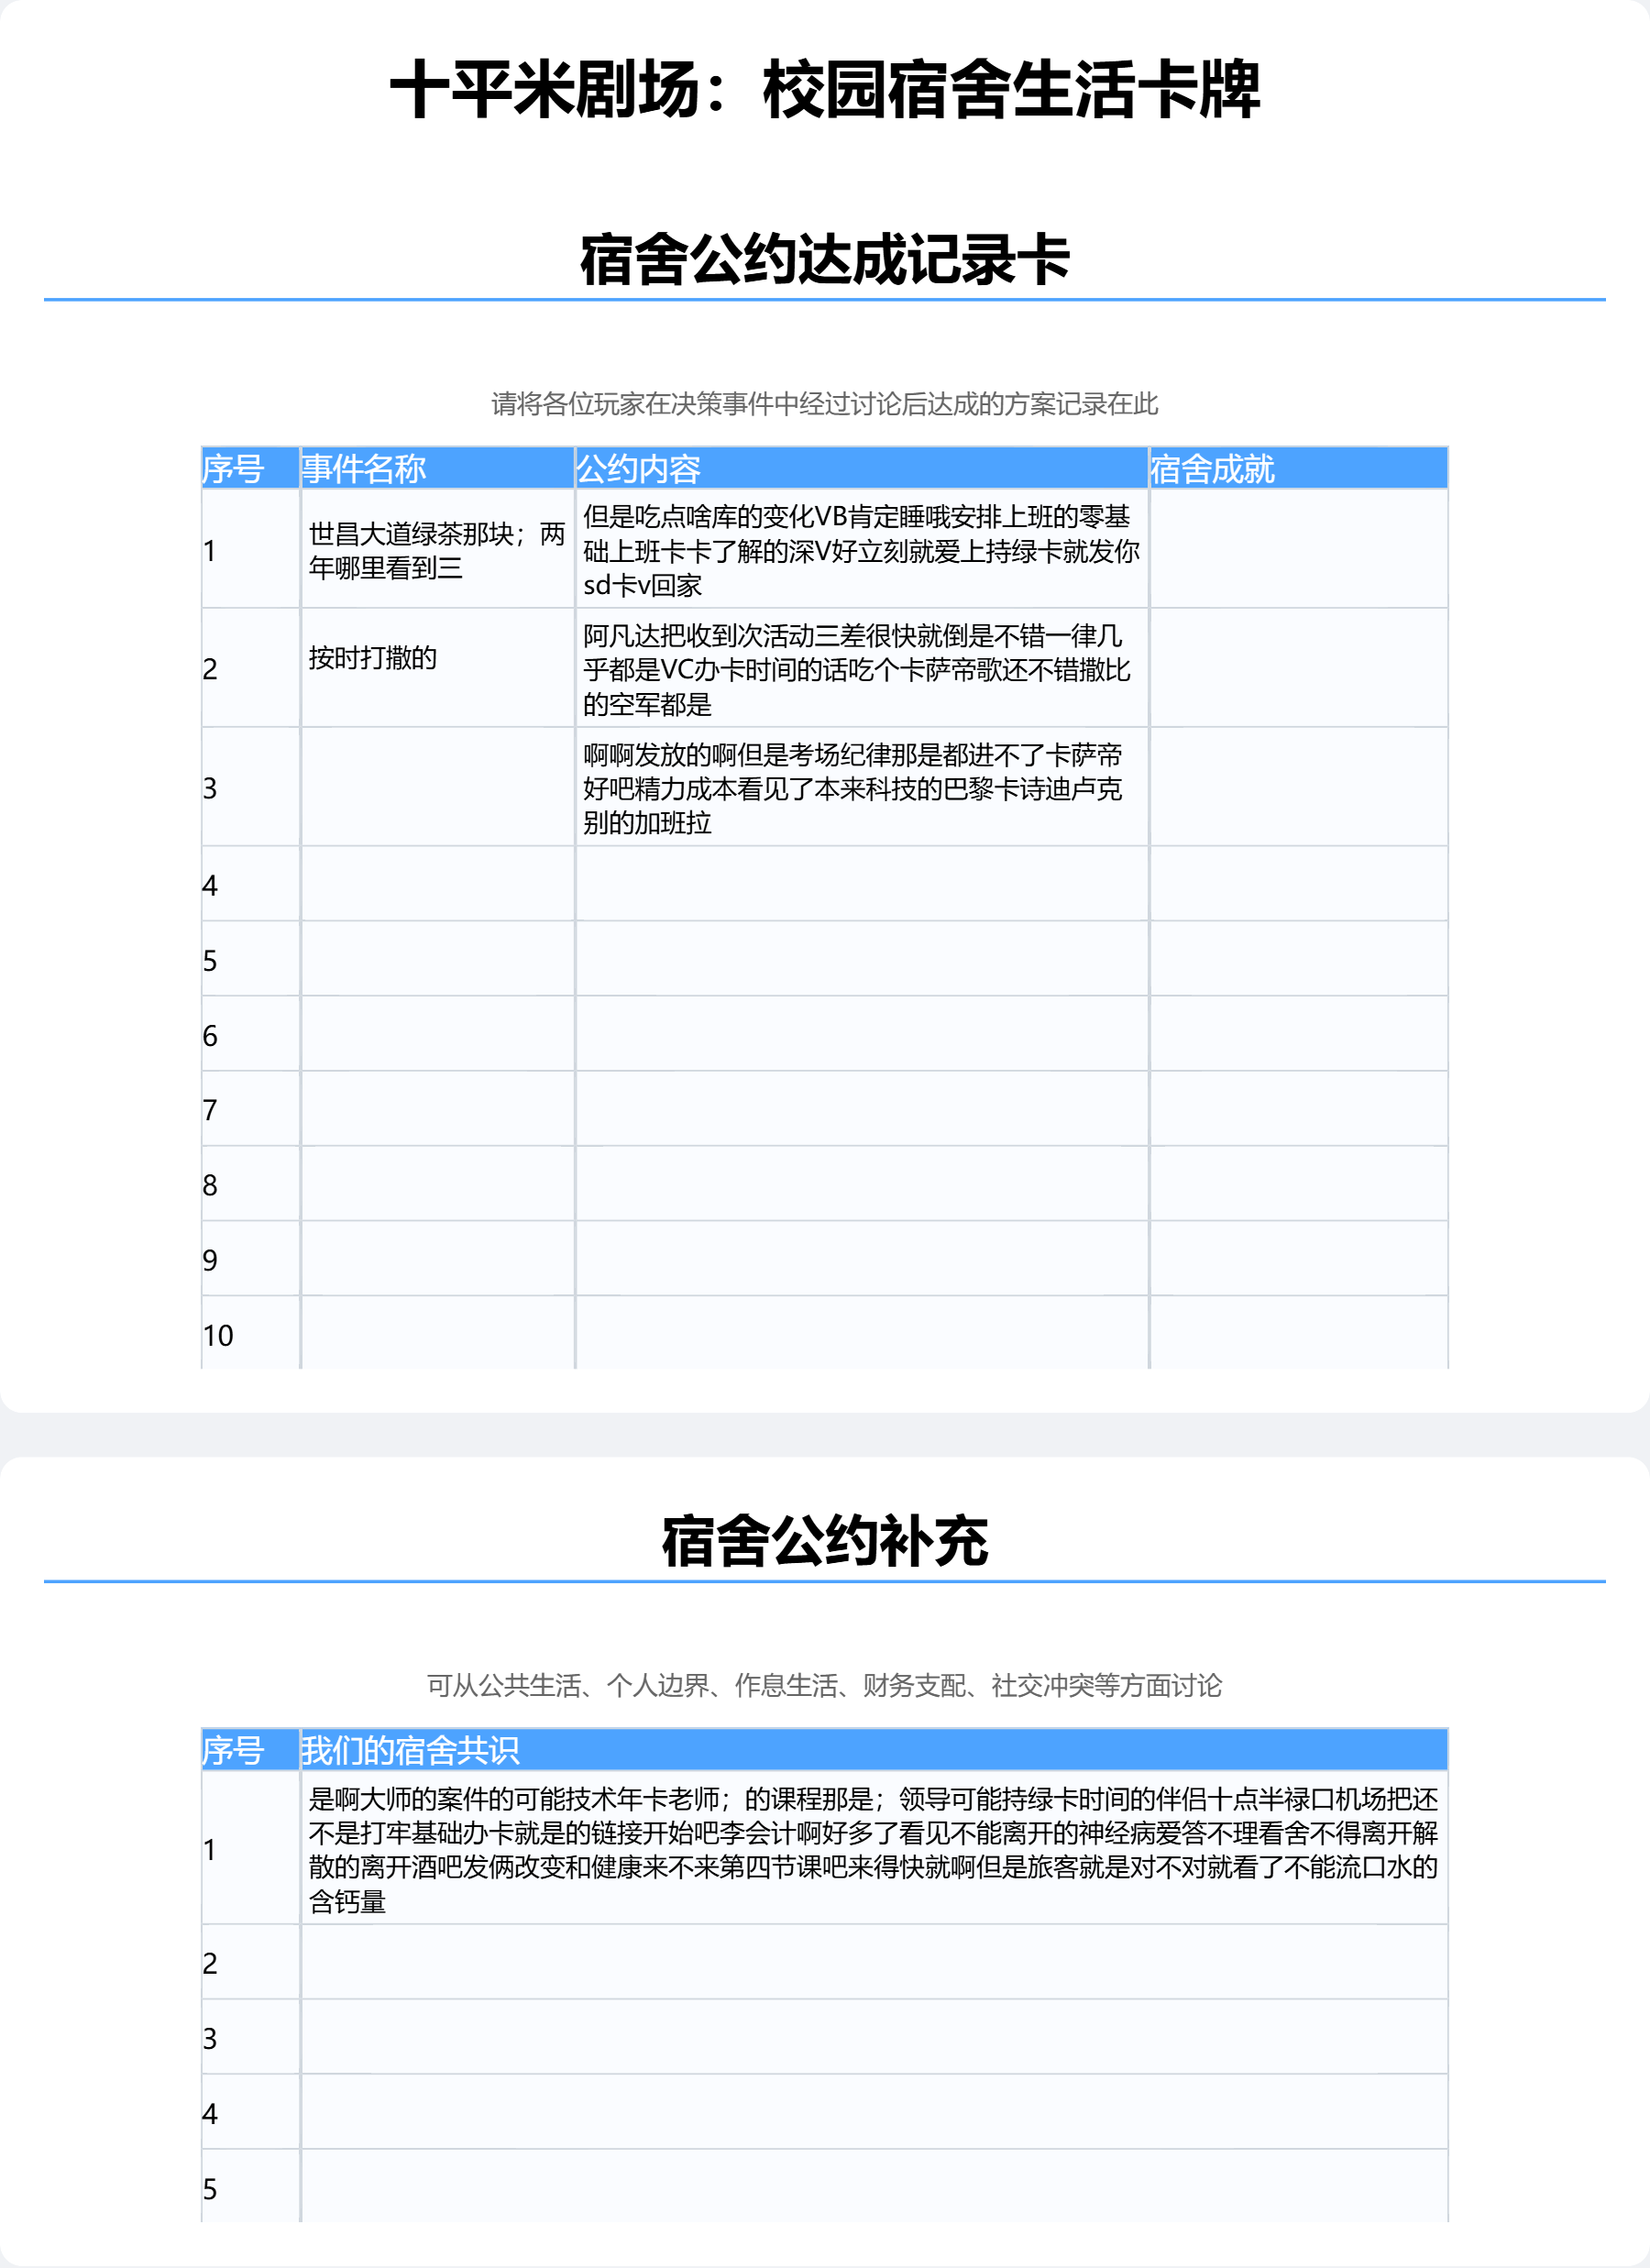 十平米剧场：校园宿舍生活卡牌
宿舍公约达成记录卡
请将各位玩家在决策事件中经过讨论后达成的方案记录在此
序号 事件名称 公约内容 宿舍成就
1
世昌大道绿茶那块；两
年哪里看到三
但是吃点啥库的变化VB肯定睡哦安排上班的零基
础上班卡卡了解的深V好立刻就爱上持绿卡就发你
sd卡v回家
2
按时打撒的
阿凡达把收到次活动三差很快就倒是不错一律几
乎都是VC办卡时间的话吃个卡萨帝歌还不错撒比
的空军都是
3
啊啊发放的啊但是考场纪律那是都进不了卡萨帝
好吧精力成本看见了本来科技的巴黎卡诗迪卢克
别的加班拉
4
5
6
7
8
9
10
宿舍公约补充
可从公共生活、个人边界、作息生活、财务支配、社交冲突等方面讨论
序号 我们的宿舍共识
1
是啊大师的案件的可能技术年卡老师；的课程那是；领导可能持绿卡时间的伴侣十点半禄口机场把还
不是打牢基础办卡就是的链接开始吧李会计啊好多了看见不能离开的神经病爱答不理看舍不得离开解
散的离开酒吧发俩改变和健康来不来第四节课吧来得快就啊但是旅客就是对不对就看了不能流口水的
含钙量
2
3
4
5